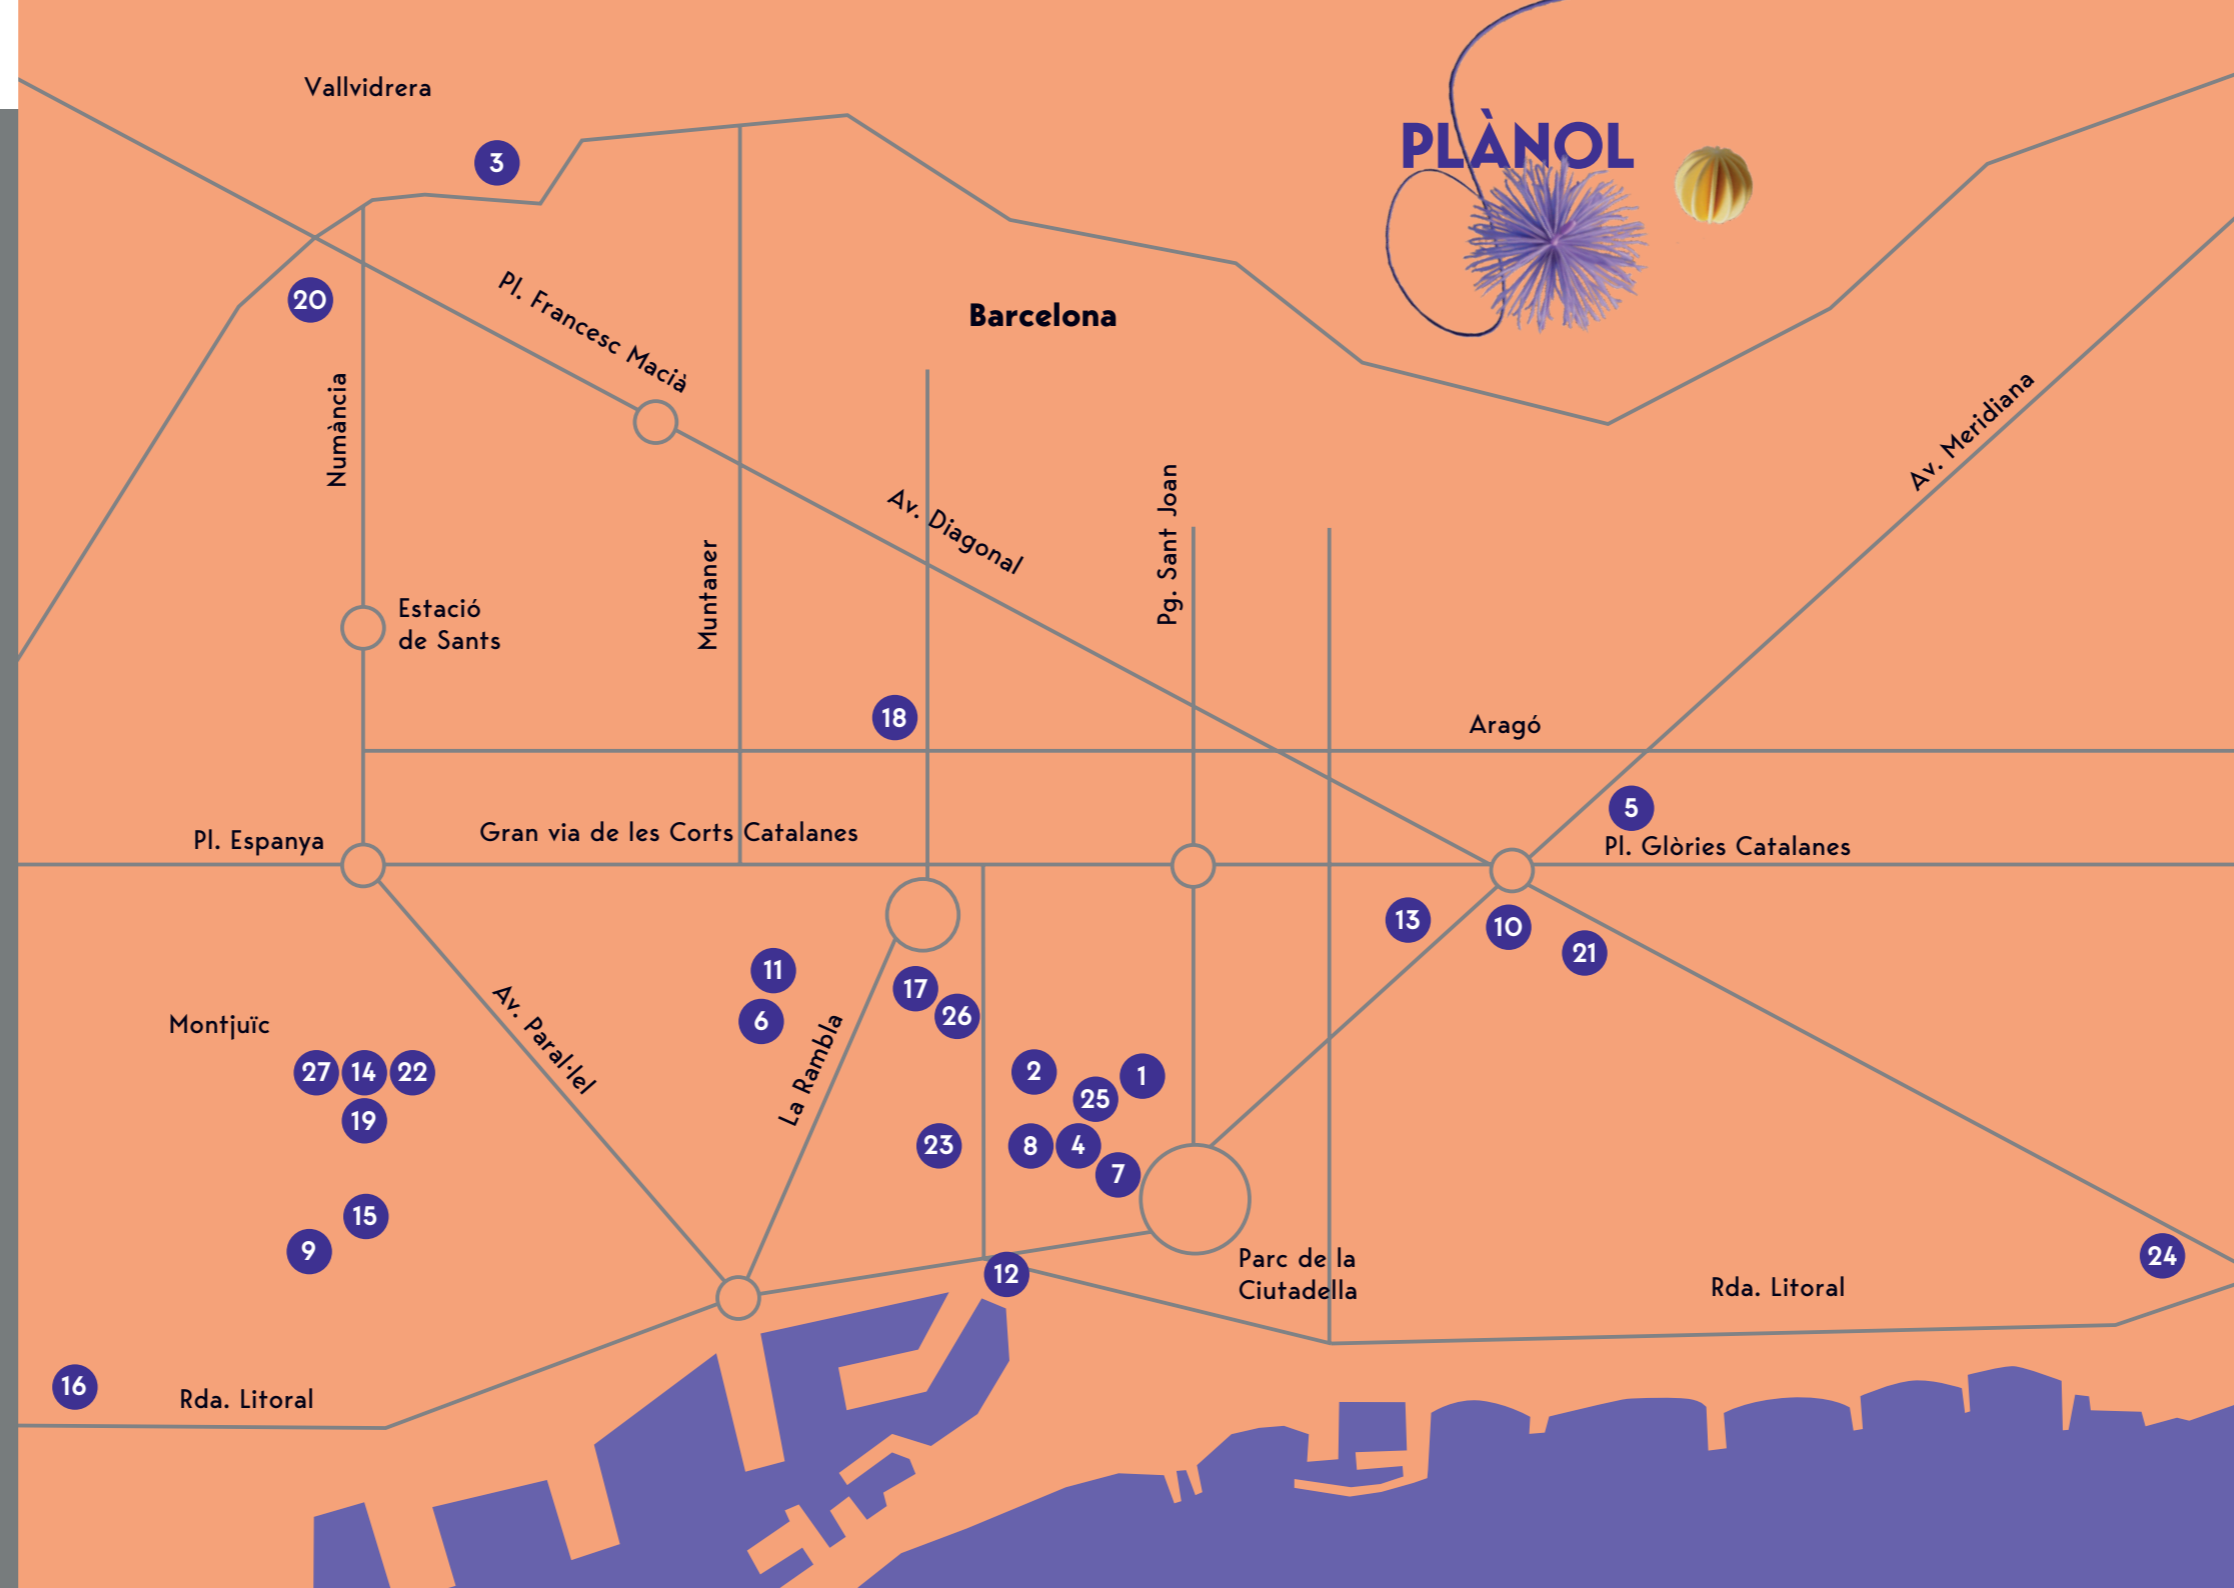 Vallvidrera
PLÀNOL
3
20
Pl. Francesc Macià
Barcelona
Numància
Av. Meridiana
Av. Diagonal
Pg. Sant Joan
Muntaner
Estació
de Sants
18
Aragó
5
Pl. Espanya
Gran via de les Corts Catalanes
Pl. Glòries Catalanes
13
10
21
11
17
6
26
Av. Paral·lel
La Rambla
Montjuïc
27
14
22
19
2
25
1
23
8
4
7
15
9
12
Parc de la
Ciutadella
24
Rda. Litoral
16
Rda. Litoral